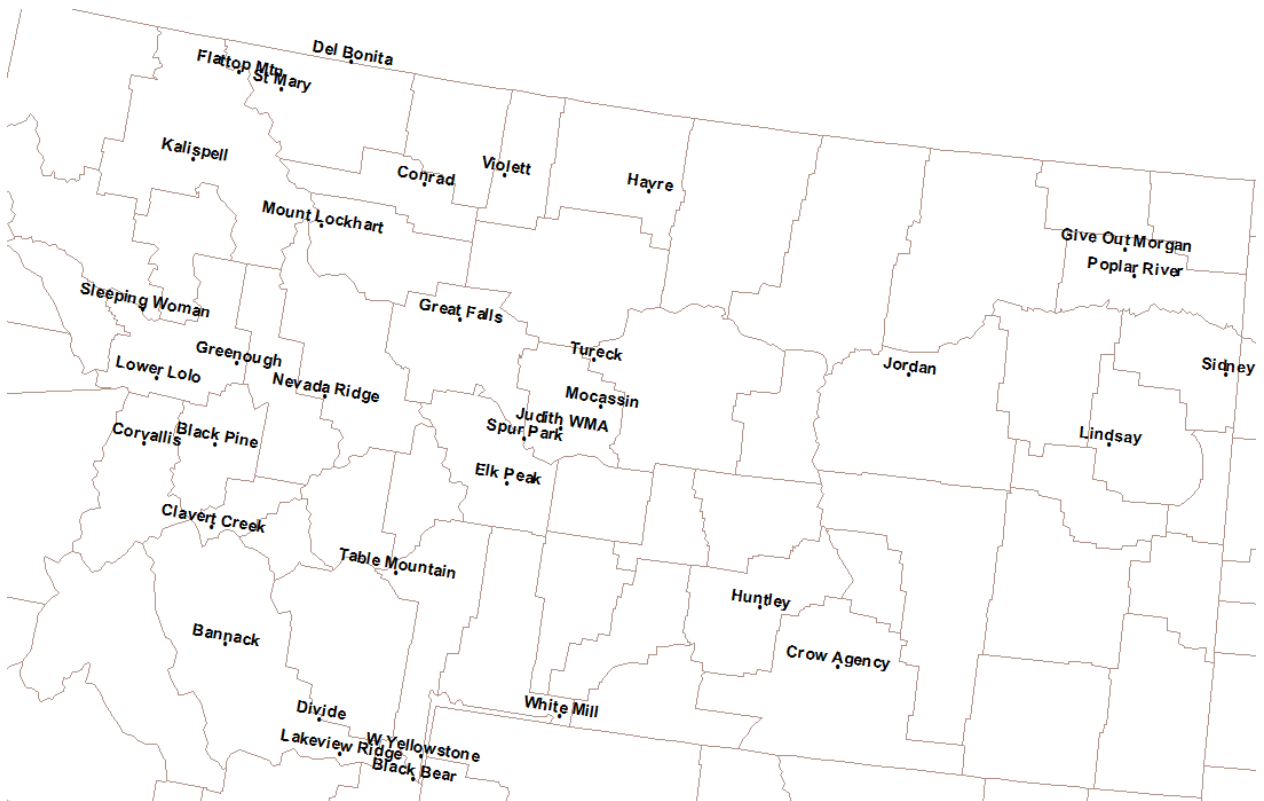 Del Bonita
Flattop Mtn
St Mary
Kalispell
Conrad
Violett
Havre
Mount Lockhart
Give Out Morgan
Poplar River
Sleeping Woman
Great Falls
Greenough
Tureck
Jordan
Sidney
Lower Lolo
Nevada Ridge
Mocassin
Judith WMA
Corvallis
Black Pine
Spur Park
Lindsay
Elk Peak
Clavert Creek
Table Mountain
Huntley
Bannack
Crow Agency
Divide
White Mill
W Yellowstone
Lakeview Ridge
Black Bear